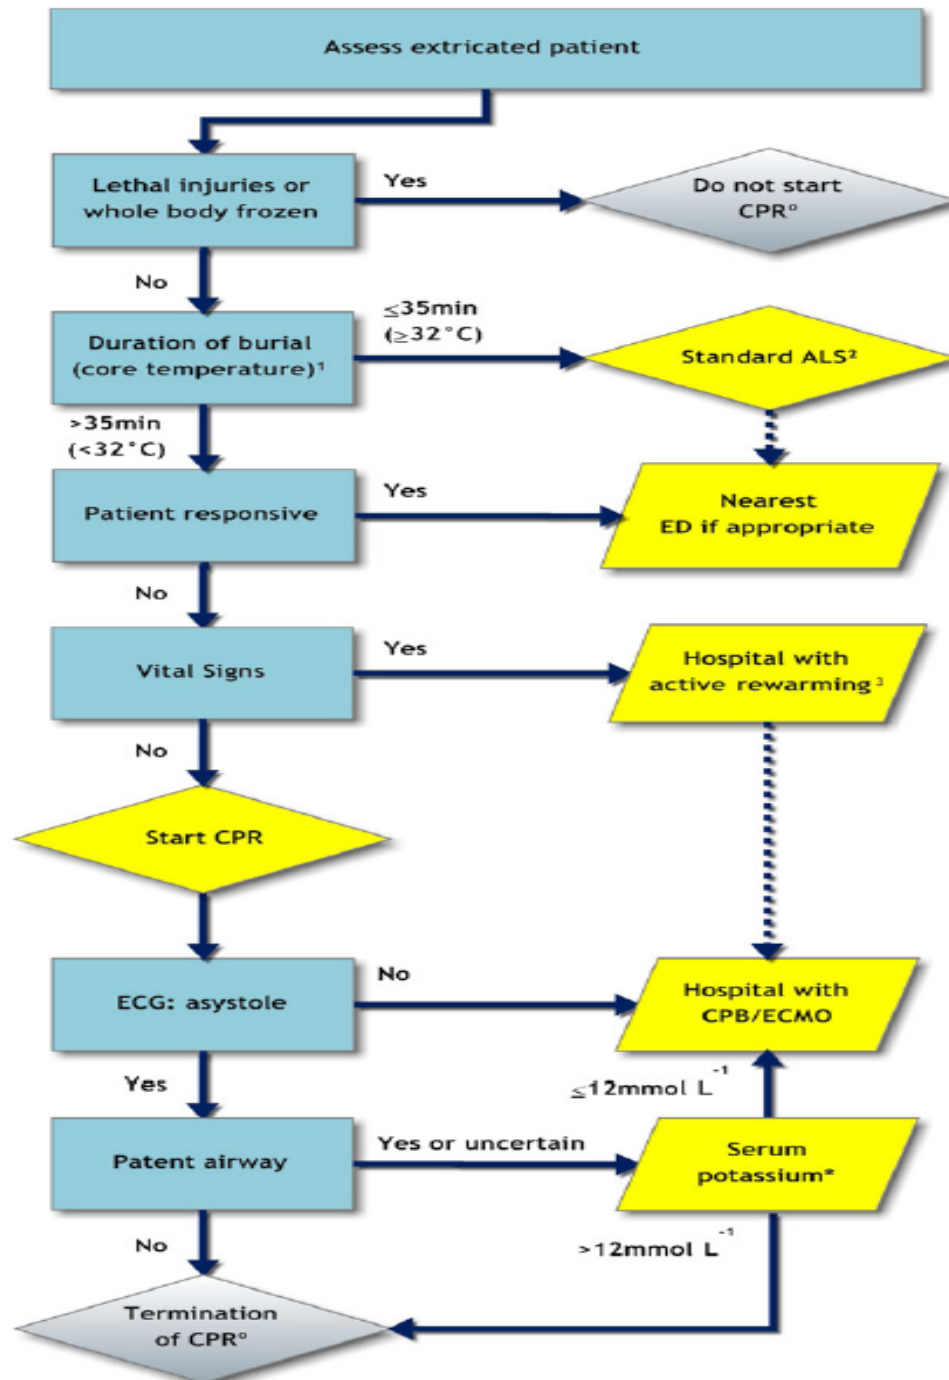 Assess extricated patient
Lethal injuries or
whole body frozen
Yes
Do not start
CPRº
No
Duration of burial
(core temperature)¹
≤35min
(≥32°C)
Standard ALS²
>35min
(<32°C)
Patient responsive
Yes
Nearest
ED if appropriate
No
Vital Signs
Yes
Hospital with
active rewarming³
No
Start CPR
ECG: asystole
No
Hospital with
CPB/ECMO
Yes
≤12mmol L⁻¹
Patent airway
Yes or uncertain
Serum
potassium*
No
>12mmol L⁻¹
Termination
of CPRº